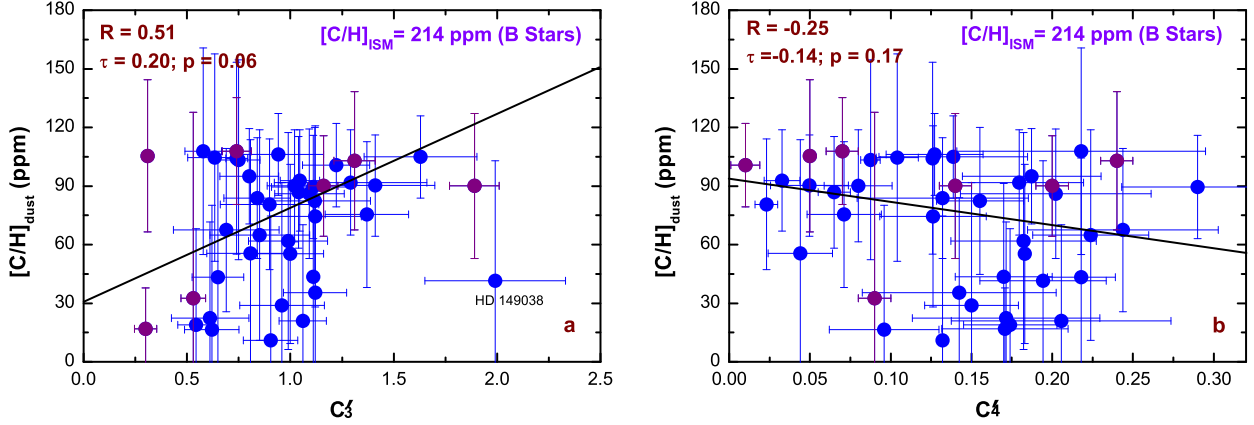 R = 0.51
τ = 0.20; p = 0.06
[C/H]ISM= 214 ppm (B Stars)
HD 149038
a
[C/H]dust (ppm)
180
150
120
90
60
30
0
0.0 0.5 1.0 1.5 2.0 2.5
C′3
R = -0.25
τ =-0.14; p = 0.17
[C/H]ISM= 214 ppm (B Stars)
b
[C/H]dust (ppm)
180
150
120
90
60
30
0
0.00 0.05 0.10 0.15 0.20 0.25 0.30
C′4